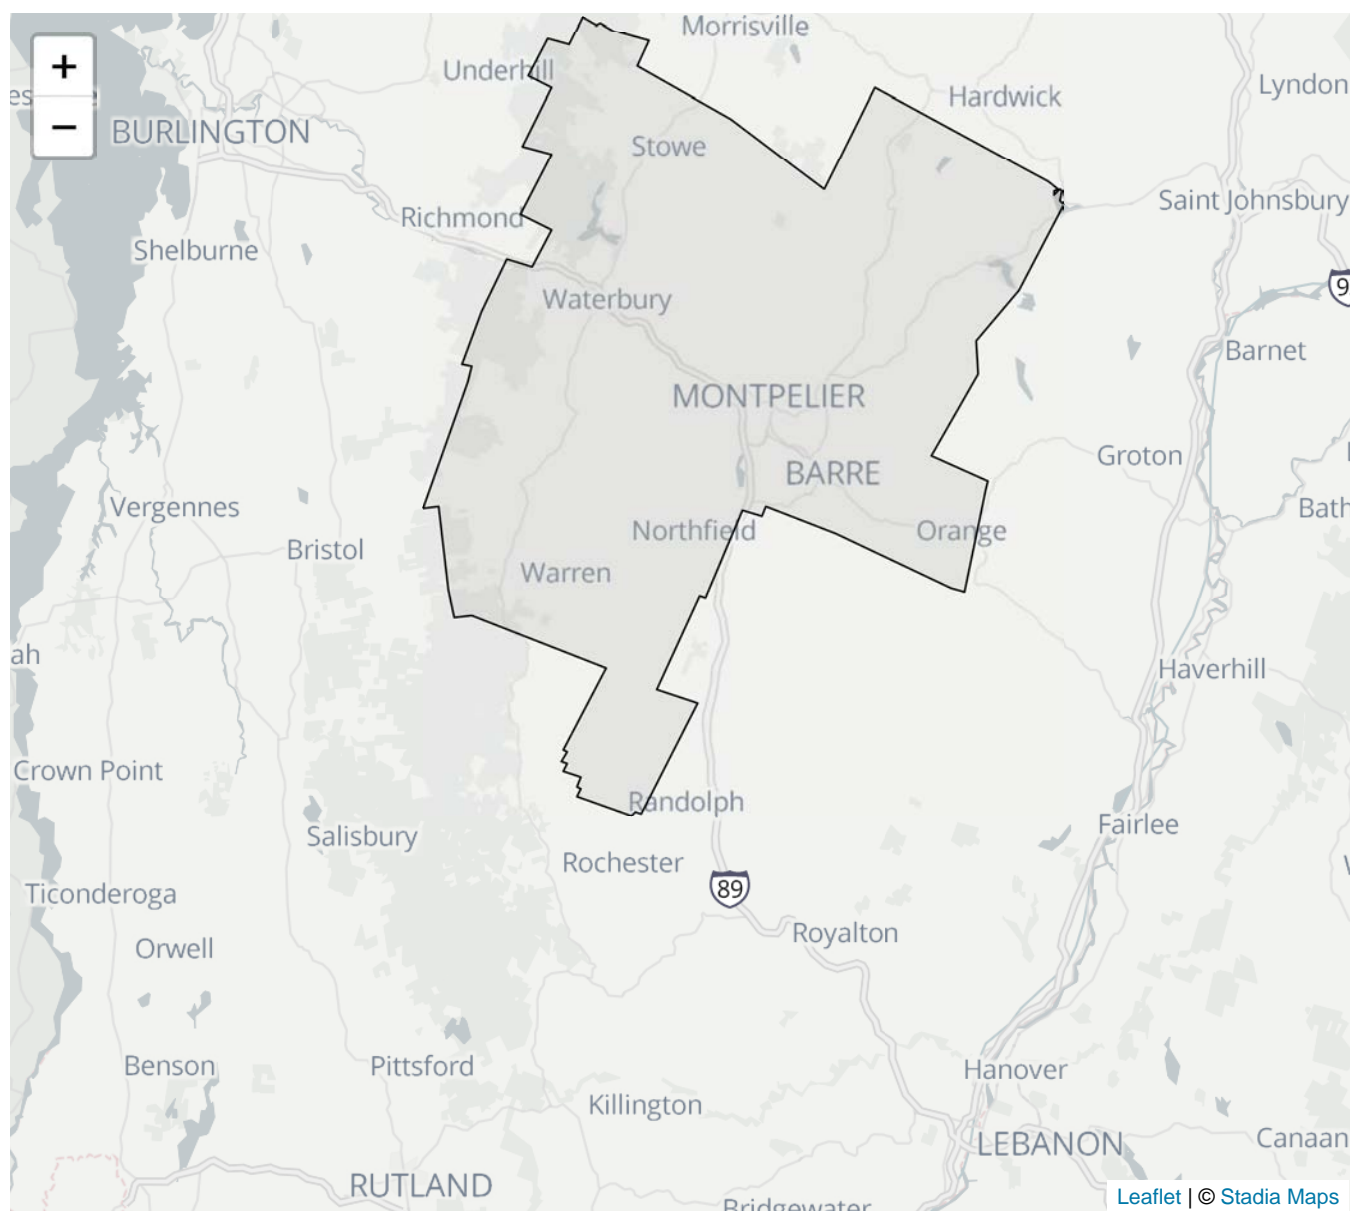 Morrisville
+
Underhill
Lyndon
Hardwick
−
BURLINGTON
Stowe
Saint Johnsbury
Richmond
Shelburne
Waterbury
Barnet
MONTPELIER
Groton
BARRE
Vergennes
Bath
Northfield
Orange
Bristol
Warren
ah
Haverhill
Crown Point
Randolph
Fairlee
Salisbury
Rochester
89
Ticonderoga
Royalton
Orwell
Benson
Pittsford
Hanover
Killington
Canaan
LEBANON
RUTLAND
Leaflet | © Stadia Maps
Bridgewater